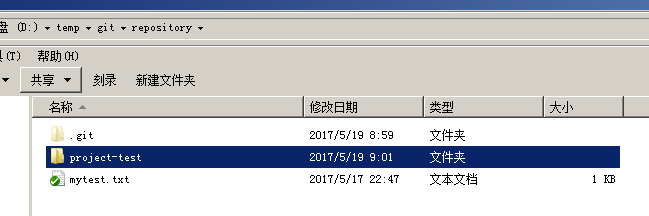 盘 (D:) ▾ temp ▾ git ▾ repository ▾
(T) 帮助(H)
共享 ▾ 刻录 新建文件夹
名称 修改日期 类型 大小
.git 2017/5/19 8:59 文件夹
project-test 2017/5/19 9:01 文件夹
mytest.txt 2017/5/17 22:47 文本文档 1 KB